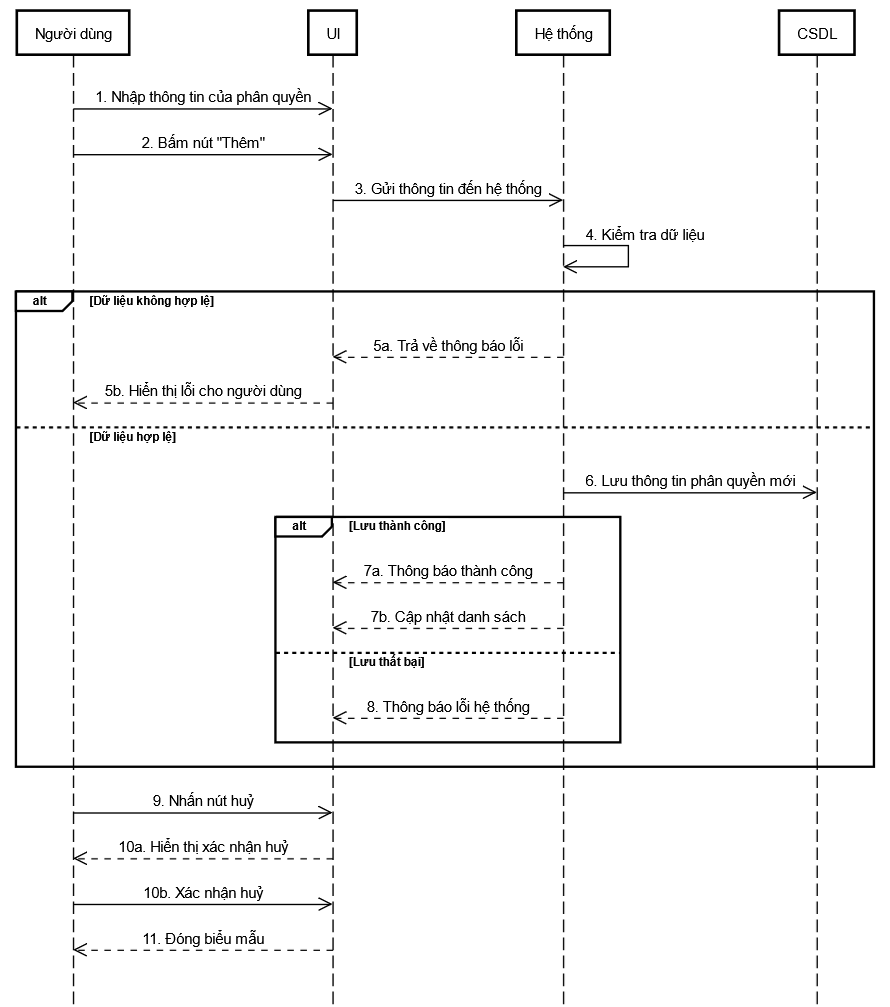 Người dùng
UI
Hệ thống
CSDL
1. Nhập thông tin của phân quyền
2. Bấm nút "Thêm"
3. Gửi thông tin đến hệ thống
4. Kiểm tra dữ liệu
alt
[Dữ liệu không hợp lệ]
5a. Trả về thông báo lỗi
5b. Hiển thị lỗi cho người dùng
[Dữ liệu hợp lệ]
6. Lưu thông tin phân quyền mới
alt
[Lưu thành công]
7a. Thông báo thành công
7b. Cập nhật danh sách
[Lưu thất bại]
8. Thông báo lỗi hệ thống
9. Nhấn nút huỷ
10a. Hiển thị xác nhận huỷ
10b. Xác nhận huỷ
11. Đóng biểu mẫu